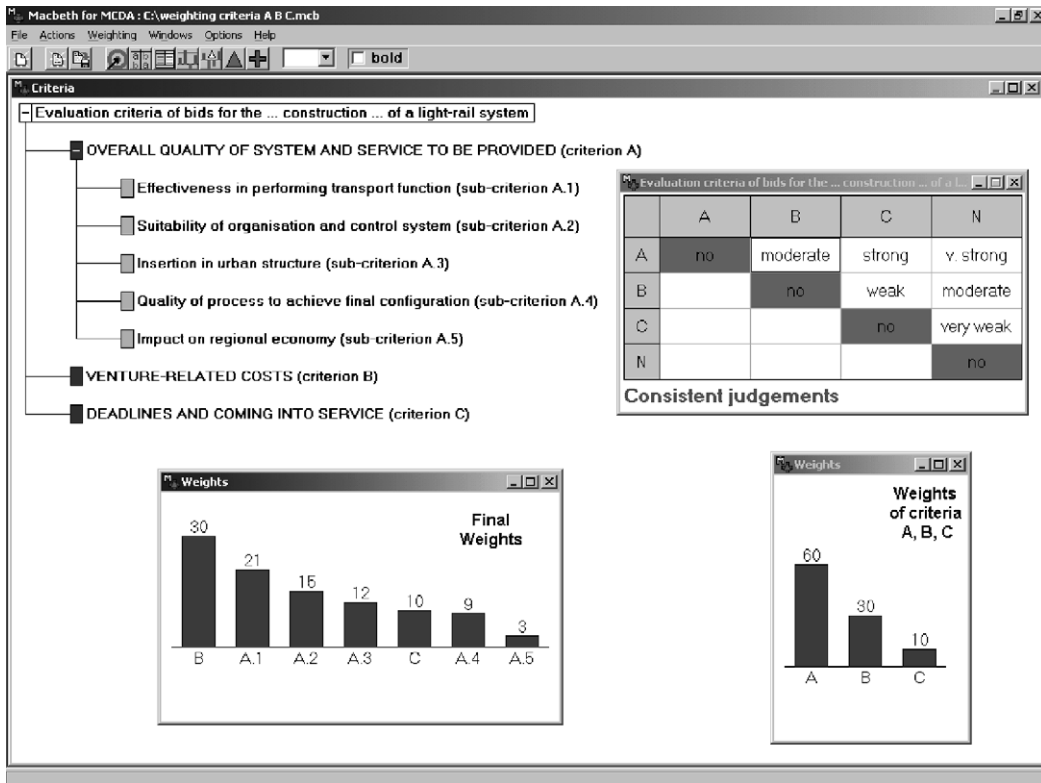 Macbeth for MCDA : C:\weighting criteria A B C.mcb
File Actions Weighting Windows Options Help
bold
Criteria
Evaluation criteria of bids for the ... construction ... of a light-rail system
OVERALL QUALITY OF SYSTEM AND SERVICE TO BE PROVIDED (criterion A)
Effectiveness in performing transport function (sub-criterion A.1)
Suitability of organisation and control system (sub-criterion A.2)
Insertion in urban structure (sub-criterion A.3)
Quality of process to achieve final configuration (sub-criterion A.4)
Impact on regional economy (sub-criterion A.5)
VENTURE-RELATED COSTS (criterion B)
DEADLINES AND COMING INTO SERVICE (criterion C)
Evaluation criteria of bids for the ... construction ... of a l...
A B C N
A no moderate strong v. strong
B no weak moderate
C no very weak
N no
Consistent judgements
Weights
Final
Weights
30 21 15 12 10 9 3
B A.1 A.2 A.3 C A.4 A.5
Weights
Weights
of criteria
A, B, C
60 30 10
A B C